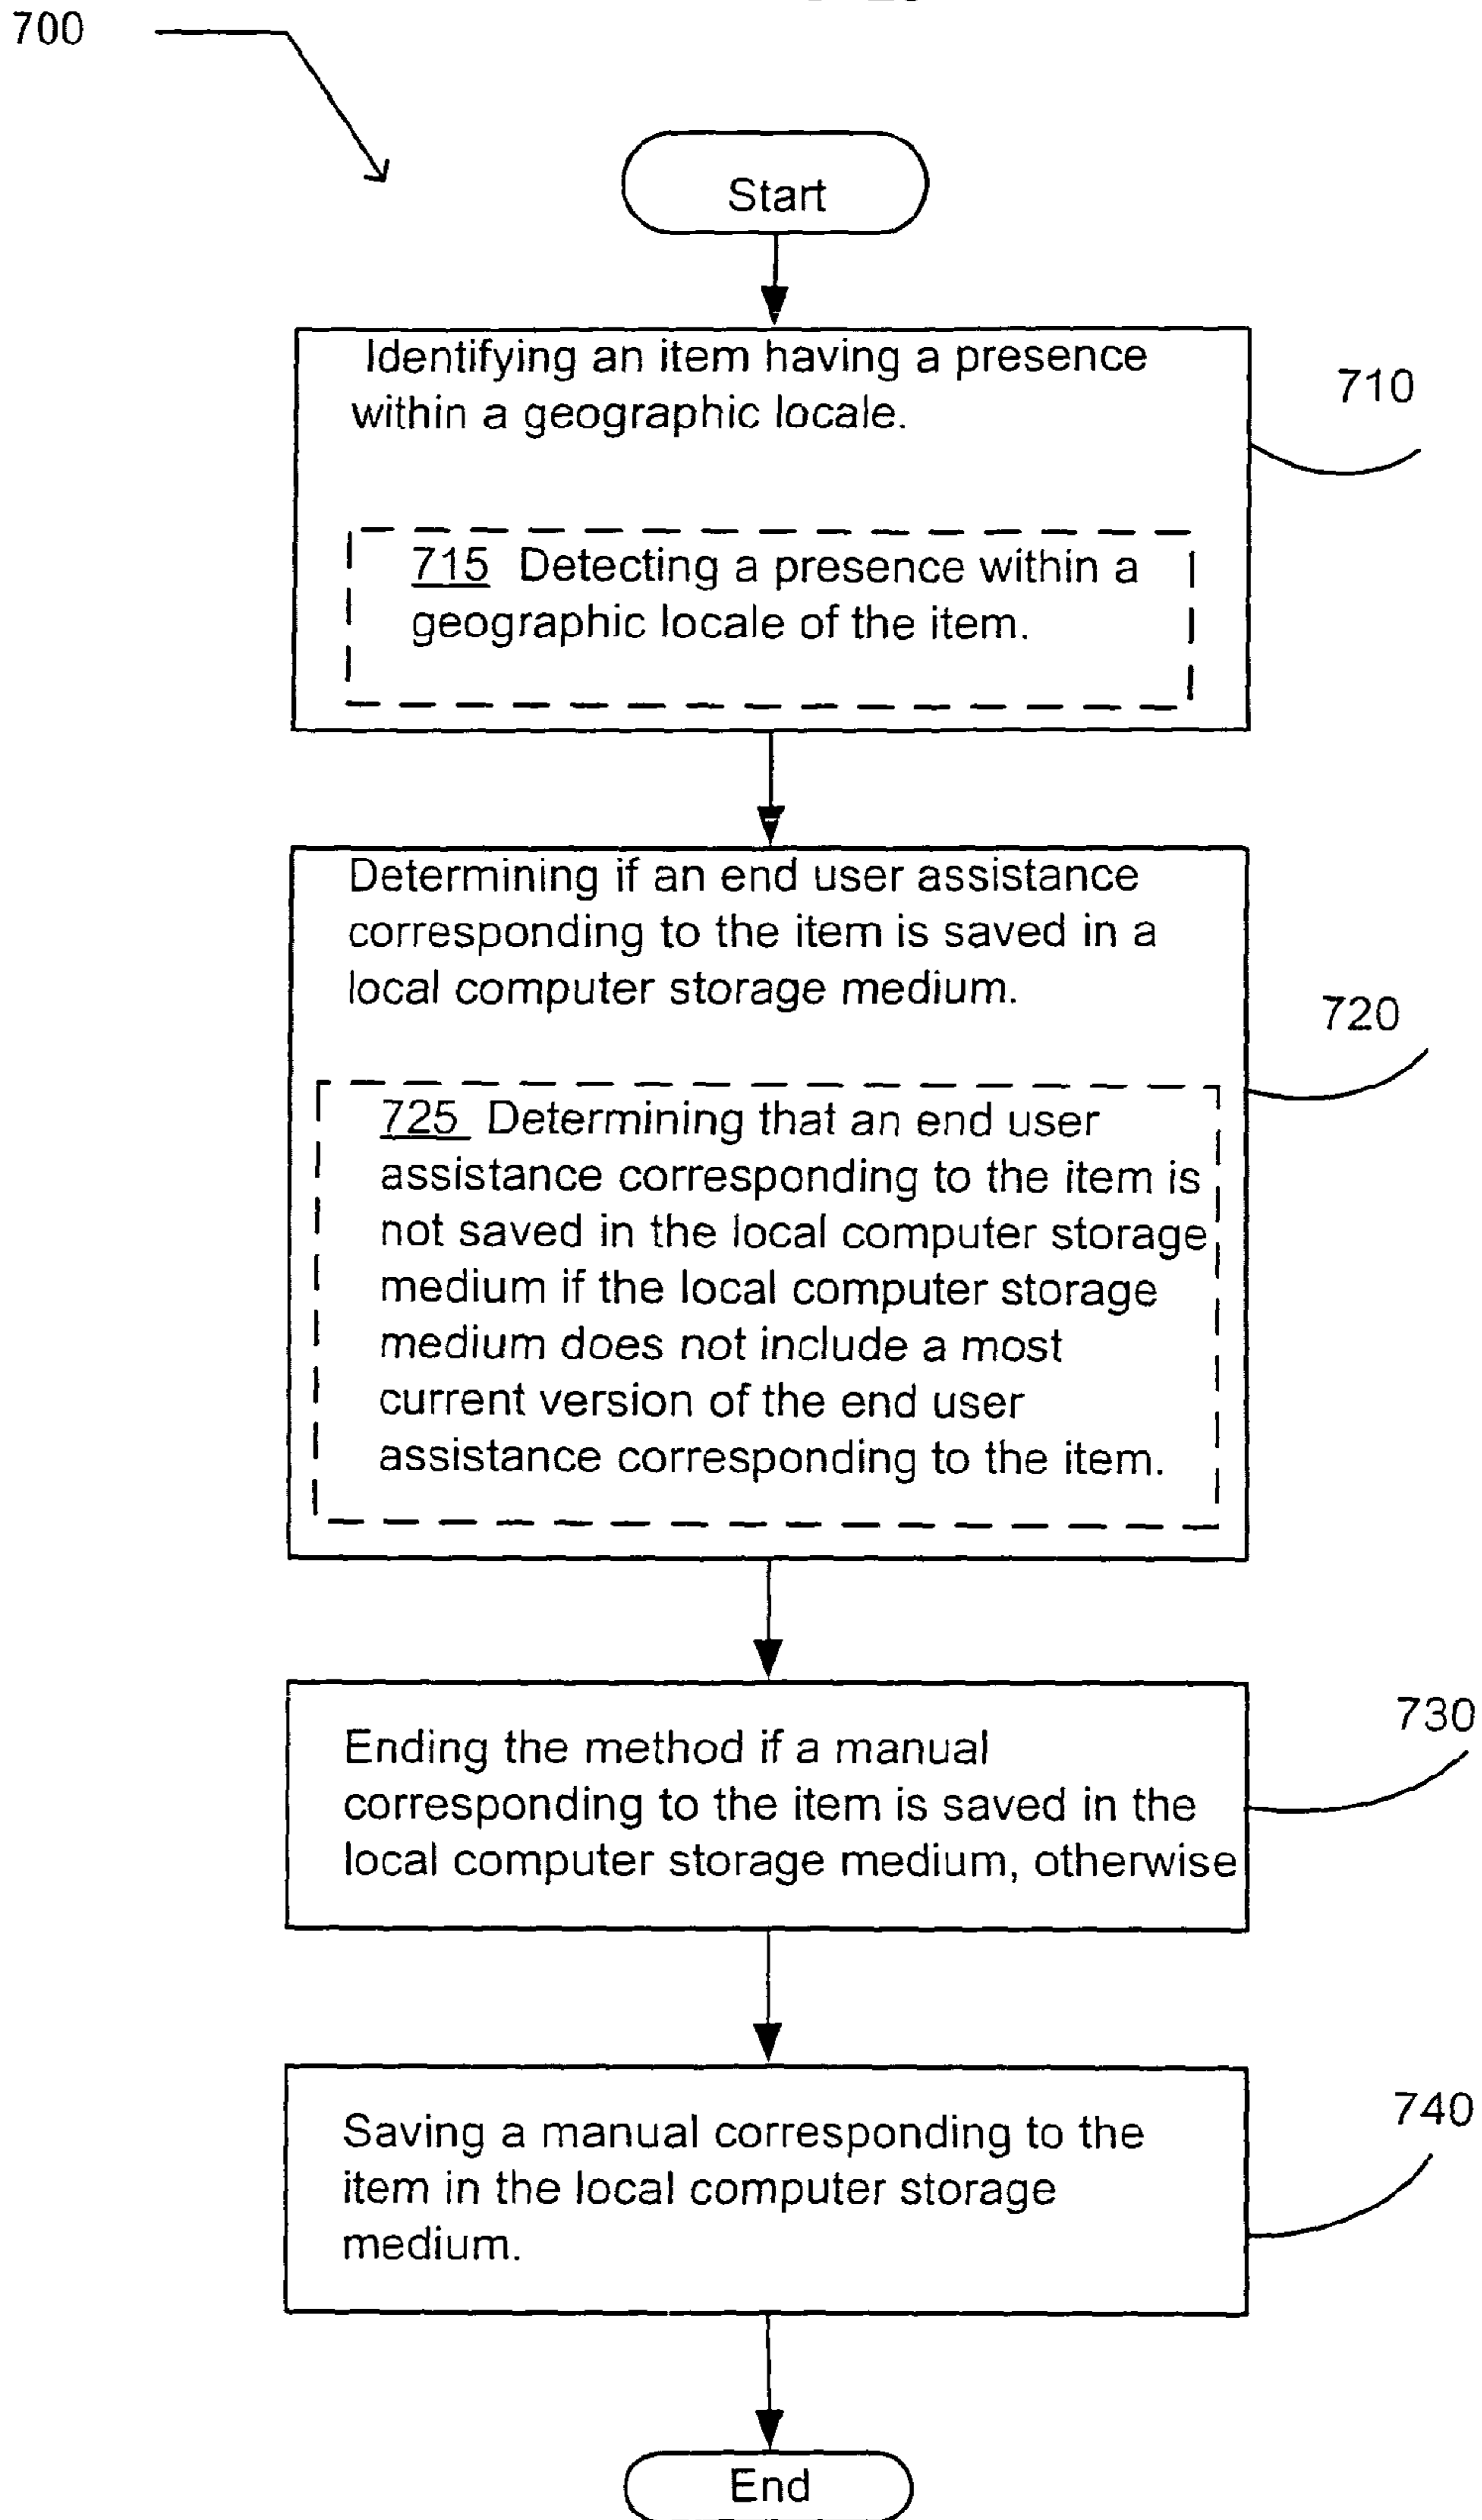 700
Start
Identifying an item having a presence
within a geographic locale.
710
715 Detecting a presence within a
geographic locale of the item.
Determining if an end user assistance
corresponding to the item is saved in a
local computer storage medium.
720
725 Determining that an end user
assistance corresponding to the item is
not saved in the local computer storage
medium if the local computer storage
medium does not include a most
current version of the end user
assistance corresponding to the item.
730
Ending the method if a manual
corresponding to the item is saved in the
local computer storage medium, otherwise
740
Saving a manual corresponding to the
item in the local computer storage
medium.
End